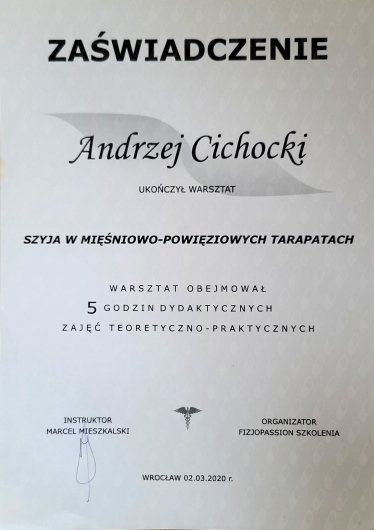 ZAŚWIADCZENIE
Andrzej Cichocki
UKOŃCZYŁ WARSZTAT
SZYJA W MIĘŚNIOWO-POWIĘZIOWYCH TARAPATACH
WARSZTAT OBEJMOWAŁ
5 GODZIN DYDAKTYCZNYCH
ZAJĘĆ TEORETYCZNO-PRAKTYCZNYCH
INSTRUKTOR
MARCEL MIESZKALSKI
ORGANIZATOR
FIZJOPASSION SZKOLENIA
WROCŁAW 02.03.2020 r.